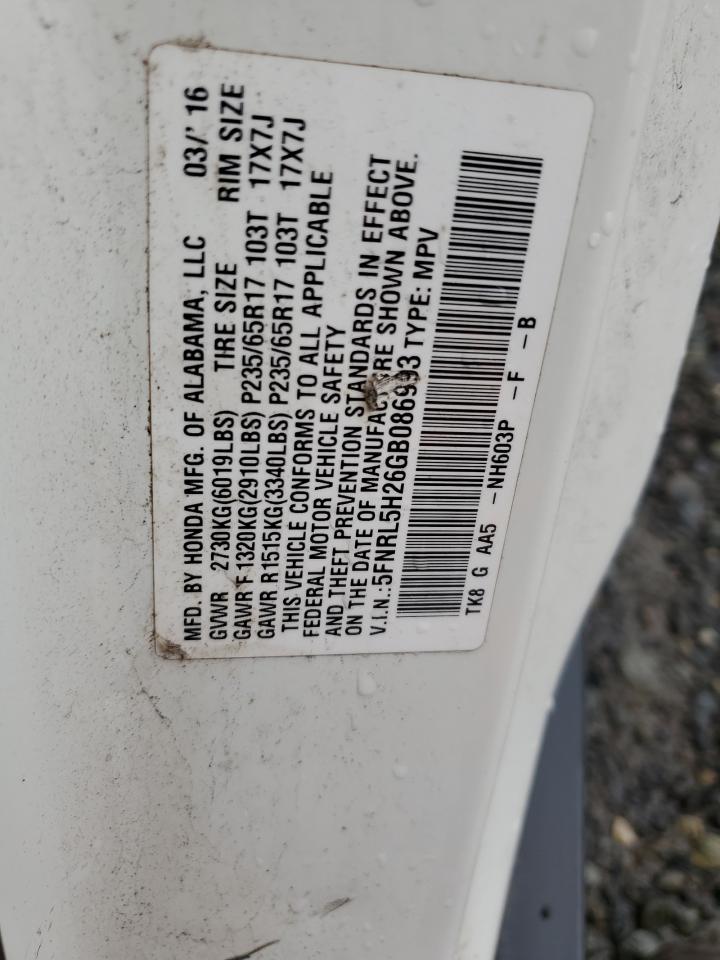 MFD. BY HONDA MFG. OF ALABAMA, LLC 03/'16
GVWR 2730KG(6019LBS) TIRE SIZE RIM SIZE
GAWR F 1320KG(2910LBS) P235/65R17 103T 17X7J
GAWR R1515KG(3340LBS) P235/65R17 103T 17X7J
THIS VEHICLE CONFORMS TO ALL APPLICABLE
FEDERAL MOTOR VEHICLE SAFETY
AND THEFT PREVENTION STANDARDS IN EFFECT
ON THE DATE OF MANUFACTURE SHOWN ABOVE.
V.I.N.:5FNRL5H26GB086993 TYPE: MPV
TK8 G AA5 -NH603P -F -B